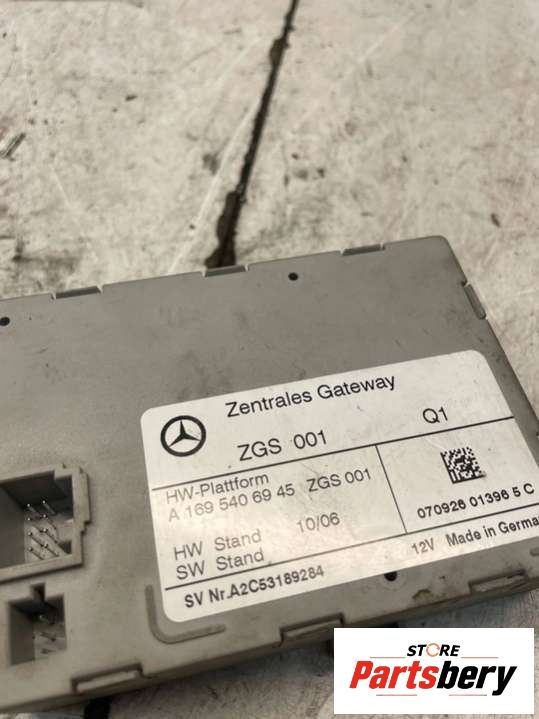 Zentrales Gateway
ZGS 001
Q1
HW-Plattform
A 169 540 69 45 ZGS 001
HW Stand 10/06
SW Stand
070926 01396 5 C
12V Made in German
SV Nr.A2C53189284
STORE
Partsbery